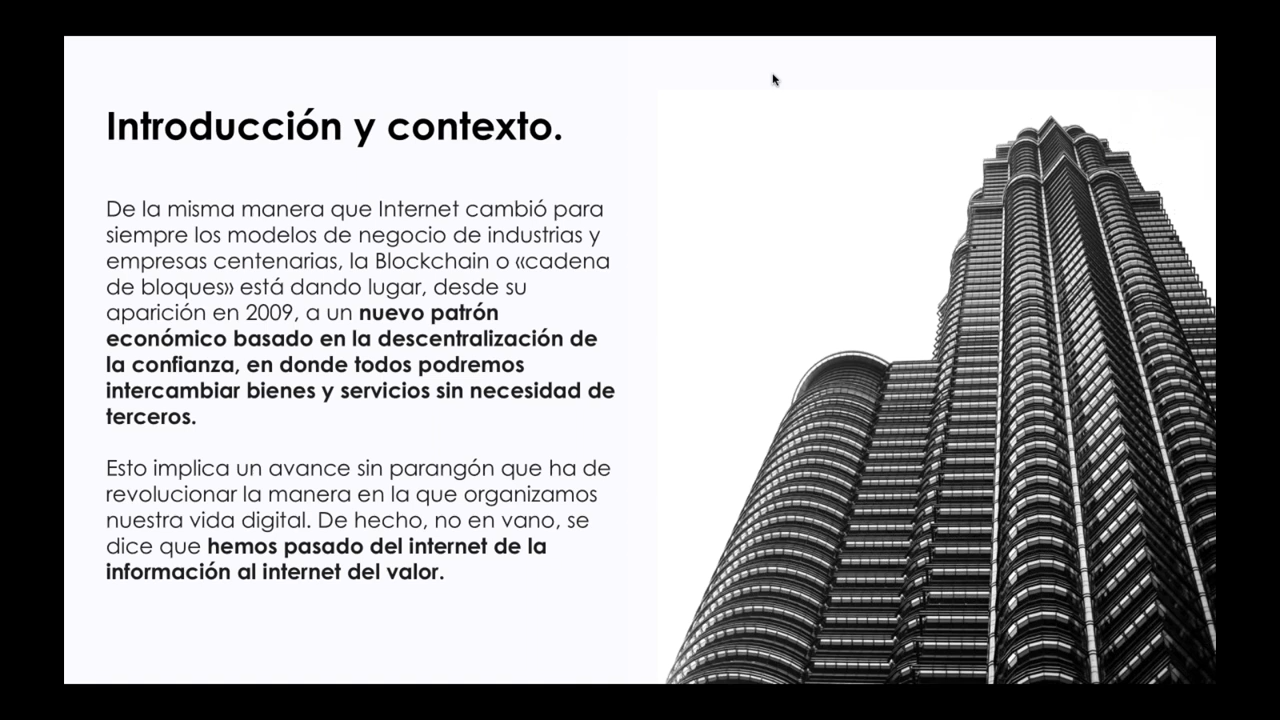 Introducción y contexto.
De la misma manera que Internet cambió para
siempre los modelos de negocio de industrias y
empresas centenarias, la Blockchain o «cadena
de bloques» está dando lugar, desde su
aparición en 2009, a un nuevo patrón
económico basado en la descentralización de
la confianza, en donde todos podremos
intercambiar bienes y servicios sin necesidad de
terceros.
Esto implica un avance sin parangón que ha de
revolucionar la manera en la que organizamos
nuestra vida digital. De hecho, no en vano, se
dice que hemos pasado del internet de la
información al internet del valor.